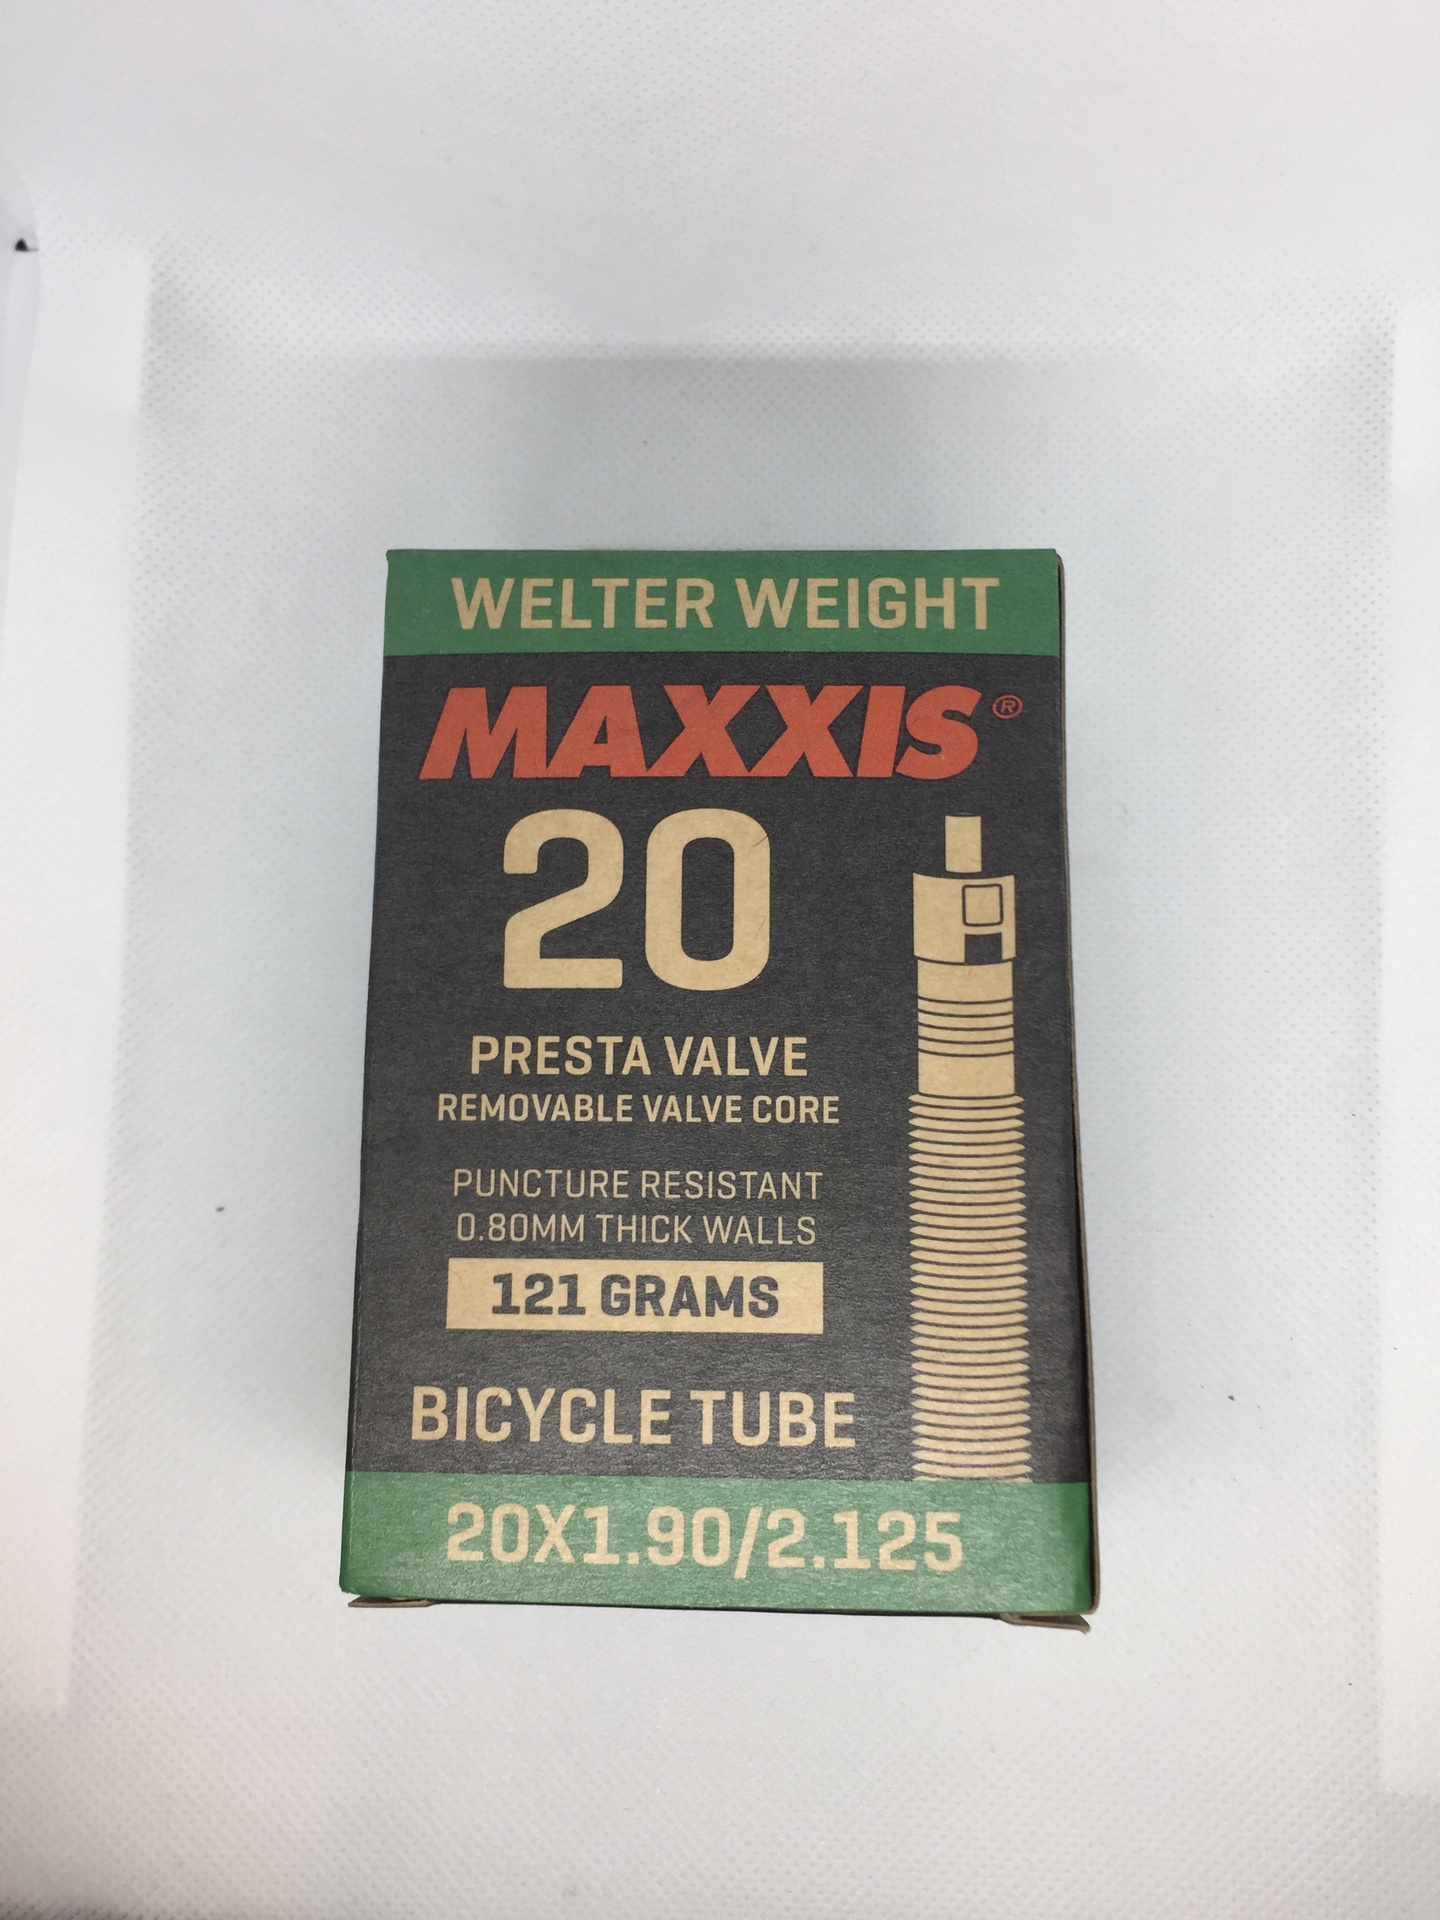 WELTER WEIGHT
MAXXIS®
20
PRESTA VALVE
REMOVABLE VALVE CORE
PUNCTURE RESISTANT
0.80MM THICK WALLS
121 GRAMS
BICYCLE TUBE
20X1.90/2.125